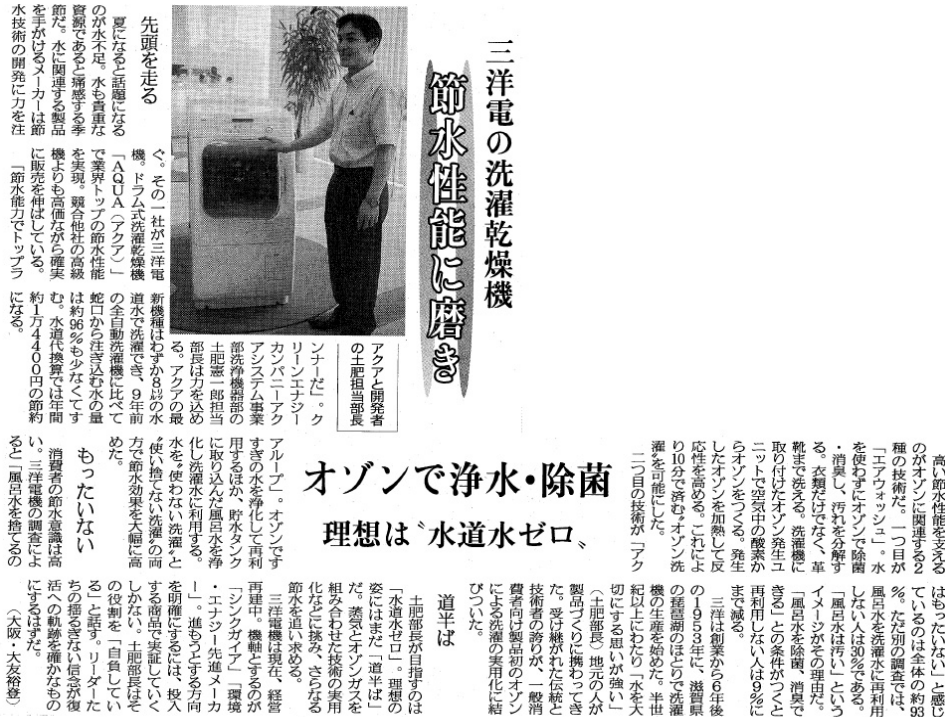 三洋電の洗濯乾燥機
節水性能に磨き
先頭を走る
夏になると話題になる
のが水不足。水も貴重な
資源であると痛感する季
節だ。水に関連する製品
を手がけるメーカーは節
水技術の開発に力を注
ぐ。その一社が三洋電
機。ドラム式洗濯乾燥機
「AQUA（アクア）」
で業界トップの節水性能
を実現。競合他社の高級
機よりも高価ながら確実
に販売を伸ばしている。
「節水能力でトップラ
ンナーだ」。ク
リーンエナジー
カンパニーアク
アシステム事業
部洗浄機器部の
土肥憲一郎担当
部長は力を込め
る。アクアの最
新機種はわずか8㍑の水
道水で洗濯でき、9年前
の全自動洗濯機に比べて
蛇口から注ぎ込む水の量
は約96％も少なくてす
む。水道代換算では年間
約1万4400円の節約
になる。
アクアと開発者
の土肥担当部長
オゾンで浄水・除菌
理想は〝水道水ゼロ〟
高い節水性能を支える
のがオゾンに関連する2
種の技術だ。一つ目が
「エアウォッシュ」。水
を使わずにオゾンで除菌
・消臭、汚れを分解す
る。衣類だけでなく、革
靴まで洗える。洗濯機に
取り付けたオゾン発生ユ
ニットで空気中の酸素か
らオゾンをつくる。発生
したオゾンを加熱して反
応性を高める。これによ
り10分で済む〝オゾン洗
濯〟を可能にした。
二つ目の技術が「アク
アループ」。オゾンです
すぎの水を浄化して再利
用するほか、貯水タンク
に取り込んだ風呂水を浄
化し洗濯水に利用する。
水を〝使わない洗濯〟と
〝使い捨てない洗濯〟の両
方で節水効果を大幅に高
めた。
もったいない
消費者の節水意識は高
い。三洋電機の調査によ
ると「風呂水を捨てるの
はもったいない」と感じ
ているのは全体の約93
％。ただ別の調査では、
風呂水を洗濯水に再利用
しない人は30％である。
「風呂水は汚い」という
イメージがその理由だ。
「風呂水を除菌、消臭で
きる」との条件がつくと
再利用しない人は9％に
まで減る。
三洋は創業から6年後
の1953年に、滋賀県
の琵琶湖のほとりで洗濯
機の生産を始めた。半世
紀以上にわたり「水を大
切にする思いが強い」
（土肥部長）地元の人が
製品づくりに携わってき
た。受け継がれた伝統と
技術者の誇りが、一般消
費者向け製品初のオゾン
による洗濯の実用化に結
びついた。
道半ば
土肥部長が目指すのは
「水道水ゼロ」。理想の
姿にはまだ「道半ば」
だ。蒸気とオゾンガスを
組み合わせた技術の実用
化などに挑み、さらなる
節水を追い求める。
三洋電機は現在、経営
再建中。機軸とするのが
「シンクガイア」「環境
・エナジー先進メーカ
ー」。進もうとする方向
を明確にするには、投入
する商品で実証していく
しかない。土肥部長はそ
の役割を「自負してい
る」と話す。リーダーた
ちの揺るぎない信念が復
活への軌跡を確かなもの
にするはずだ。
（大阪・大裕登）